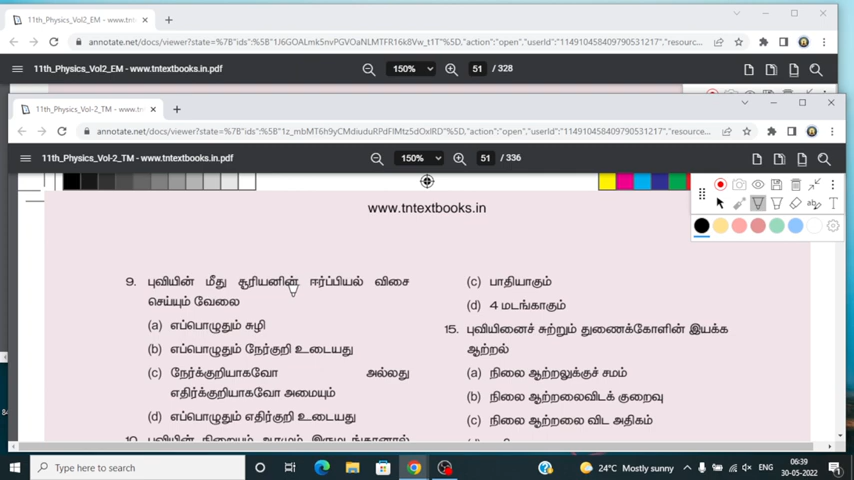 11th_Physics_Vol2_EM - www.tn
annotate.net/docs/viewer?state=%7B"ids"%3A%5B"1J6GOALmk5nvPGVOaNLMTFR16k8Vw_t1T"%5D,"action":"open","userId":"114910458409790531217","resourc...
11th_Physics_Vol2_EM - www.tntextbooks.in.pdf
150%
51 / 328
11th_Physics_Vol-2_TM - www.tn
annotate.net/docs/viewer?state=%7B"ids"%3A%5B"1z_mbMT6h9yCMdiuduRPdFlMtz5dOxIRD"%5D,"action":"open","userId":"114910458409790531217","resource...
11th_Physics_Vol-2_TM - www.tntextbooks.in.pdf
150%
51 / 336
www.tntextbooks.in
9. புவியின் மீது சூரியனின் ஈர்ப்பியல் விசை
செய்யும் வேலை
(a) எப்பொழுதும் சுழி
(b) எப்பொழுதும் நேர்குறி உடையது
(c) நேர்க்குறியாகவோ அல்லது
எதிர்க்குறியாகவோ அமையும்
(d) எப்பொழுதும் எதிர்குறி உடையது
(c) பாதியாகும்
(d) 4 மடங்காகும்
15. புவியினைச் சுற்றும் துணைக்கோளின் இயக்க
ஆற்றல்
(a) நிலை ஆற்றலுக்குச் சமம்
(b) நிலை ஆற்றலைவிடக் குறைவு
(c) நிலை ஆற்றலை விட அதிகம்
Type here to search
24°C Mostly sunny
ENG
06:39
30-05-2022